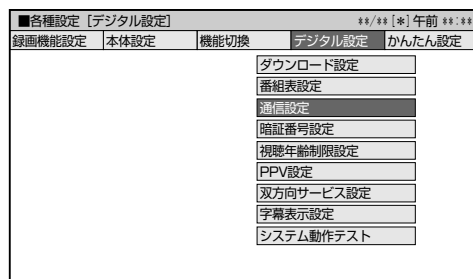 ■各種設定［デジタル設定］ **/**［*］午前 **:**
録画機能設定 本体設定 機能切換 デジタル設定 かんたん設定
ダウンロード設定
番組表設定
通信設定
暗証番号設定
視聴年齢制限設定
PPV設定
双方向サービス設定
字幕表示設定
システム動作テスト